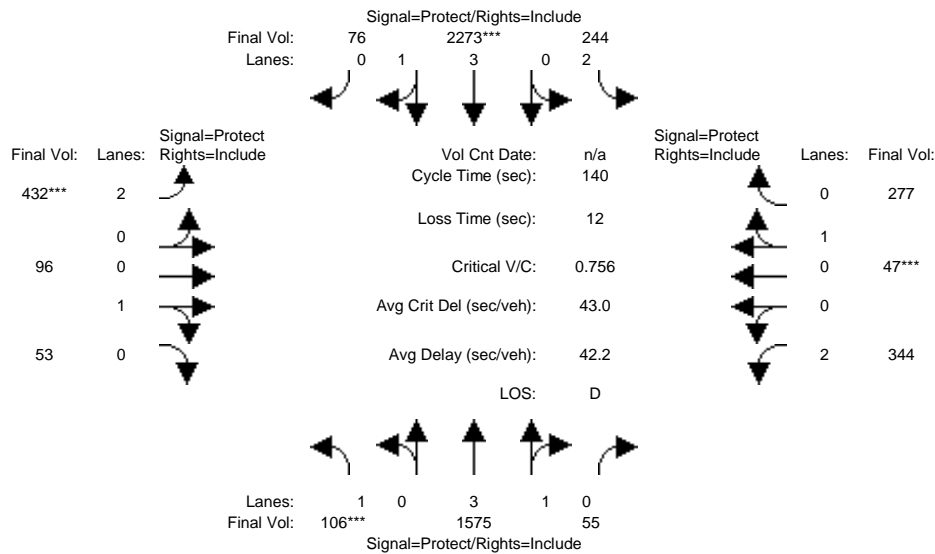 Signal=Protect/Rights=Include
Final Vol: 76 2273*** 244
Lanes: 0 1 3 0 2
Signal=Protect
Rights=Include
Final Vol: Lanes:
432*** 2
0
96 0
1
53 0
Vol Cnt Date: n/a
Cycle Time (sec): 140
Loss Time (sec): 12
Critical V/C: 0.756
Avg Crit Del (sec/veh): 43.0
Avg Delay (sec/veh): 42.2
LOS: D
Signal=Protect
Rights=Include
Lanes: Final Vol:
0 277
1
0 47***
0
2 344
Lanes: 1 0 3 1 0
Final Vol: 106*** 1575 55
Signal=Protect/Rights=Include